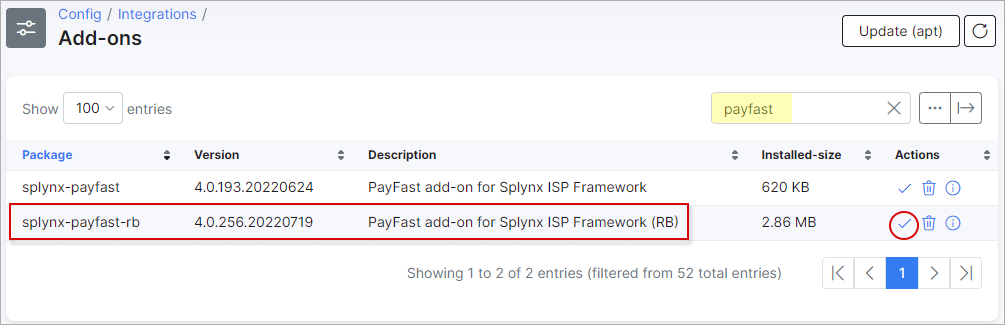 Config / Integrations /
Add-ons
Update (apt)
Show 100 entries
payfast
Package Version Description Installed-size Actions
splynx-payfast 4.0.193.20220624 PayFast add-on for Splynx ISP Framework 620 KB
splynx-payfast-rb 4.0.256.20220719 PayFast add-on for Splynx ISP Framework (RB) 2.86 MB
Showing 1 to 2 of 2 entries (filtered from 52 total entries) 1